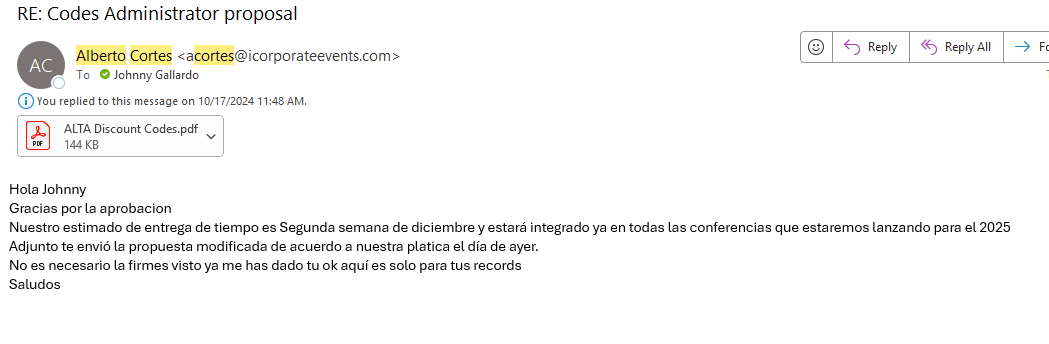 RE: Codes Administrator proposal
AC
Alberto Cortes <acortes@icorporateevents.com>
To Johnny Gallardo
Reply
Reply All
You replied to this message on 10/17/2024 11:48 AM.
PDF
ALTA Discount Codes.pdf
144 KB
Hola Johnny
Gracias por la aprobacion
Nuestro estimado de entrega de tiempo es Segunda semana de diciembre y estará integrado ya en todas las conferencias que estaremos lanzando para el 2025
Adjunto te envió la propuesta modificada de acuerdo a nuestra platica el día de ayer.
No es necesario la firmes visto ya me has dado tu ok aquí es solo para tus records
Saludos